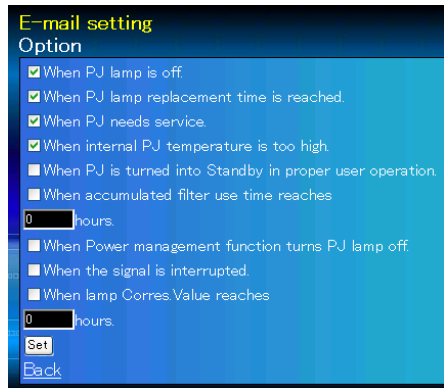 E-mail setting
Option
When PJ lamp is off.
When PJ lamp replacement time is reached.
When PJ needs service.
When internal PJ temperature is too high.
When PJ is turned into Standby in proper user operation.
When accumulated filter use time reaches
0 hours.
When Power management function turns PJ lamp off.
When the signal is interrupted.
When lamp Corres.Value reaches
0 hours.
Set
Back